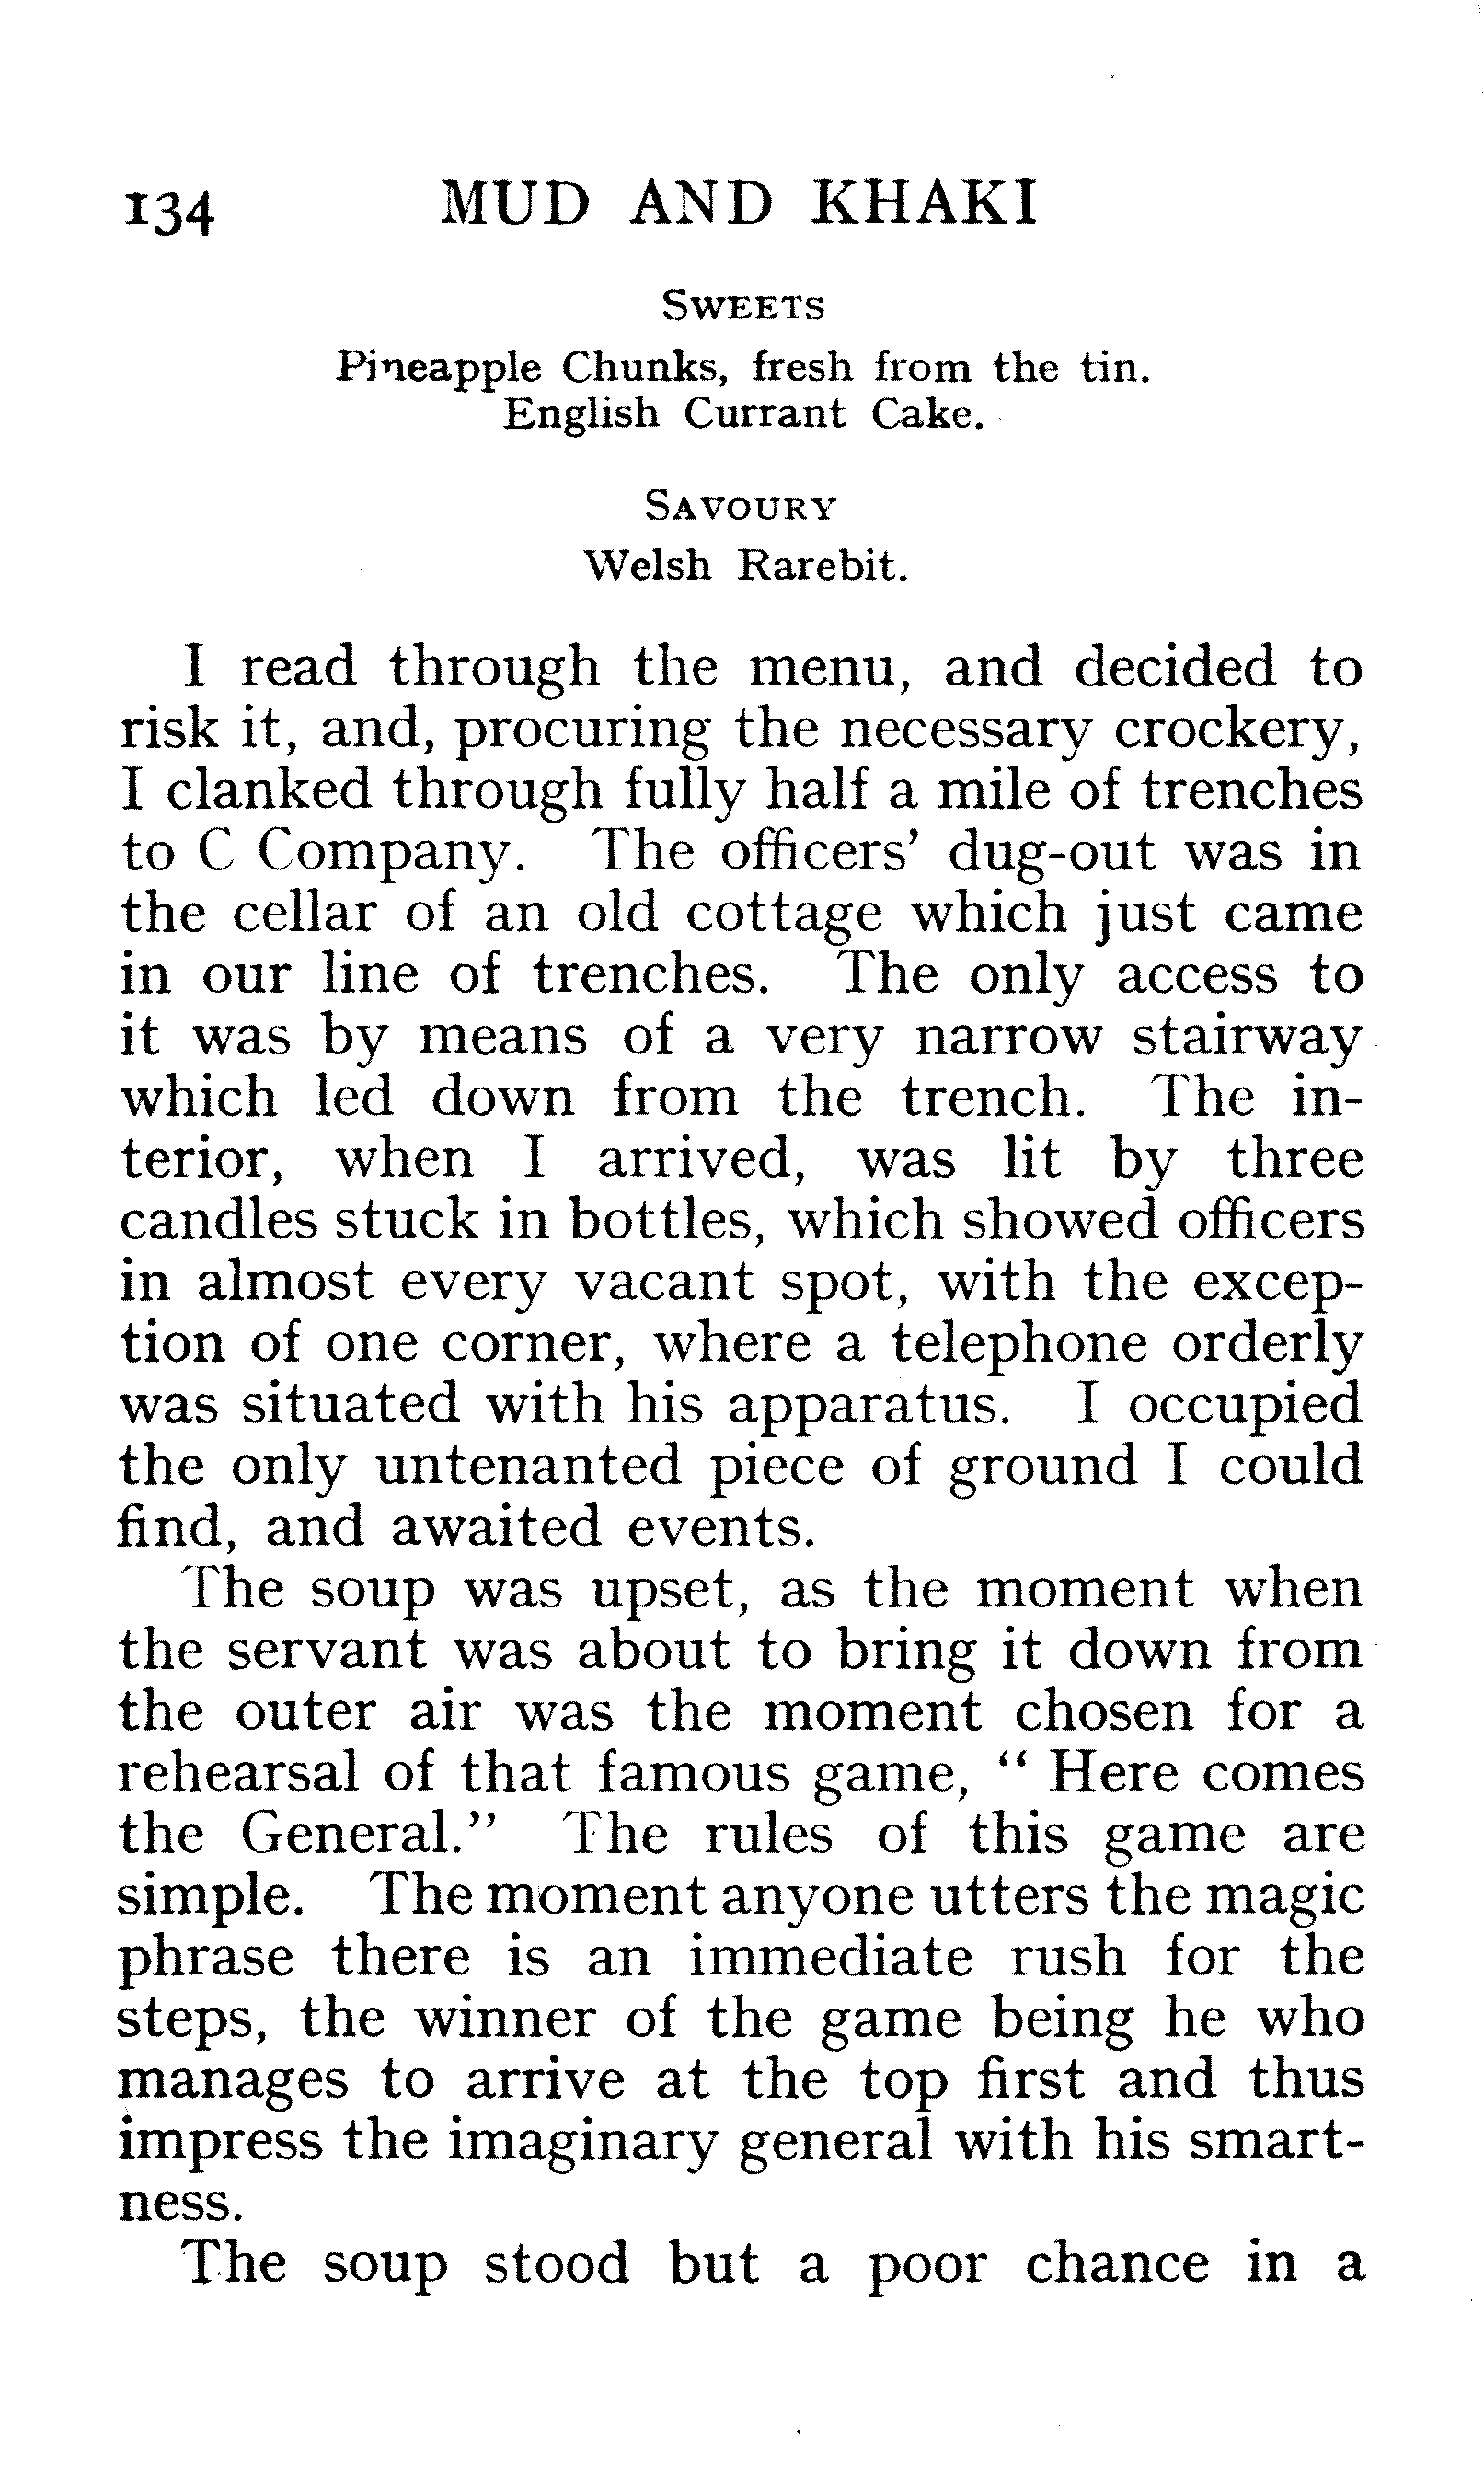 134 MUD AND KHAKI
SWEETS
Pineapple Chunks, fresh from the tin.
English Currant Cake.
SAVOURY
Welsh Rarebit.
I read through the menu, and decided to
risk it, and, procuring the necessary crockery,
I clanked through fully half a mile of trenches
to C Company. The officers' dug-out was in
the cellar of an old cottage which just came
in our line of trenches. The only access to
it was by means of a very narrow stairway
which led down from the trench. The in-
terior, when I arrived, was lit by three
candles stuck in bottles, which showed officers
in almost every vacant spot, with the excep-
tion of one corner, where a telephone orderly
was situated with his apparatus. I occupied
the only untenanted piece of ground I could
find, and awaited events.
The soup was upset, as the moment when
the servant was about to bring it down from
the outer air was the moment chosen for a
rehearsal of that famous game, "Here comes
the General." The rules of this game are
simple. The moment anyone utters the magic
phrase there is an immediate rush for the
steps, the winner of the game being he who
manages to arrive at the top first and thus
impress the imaginary general with his smart-
ness.
The soup stood but a poor chance in a